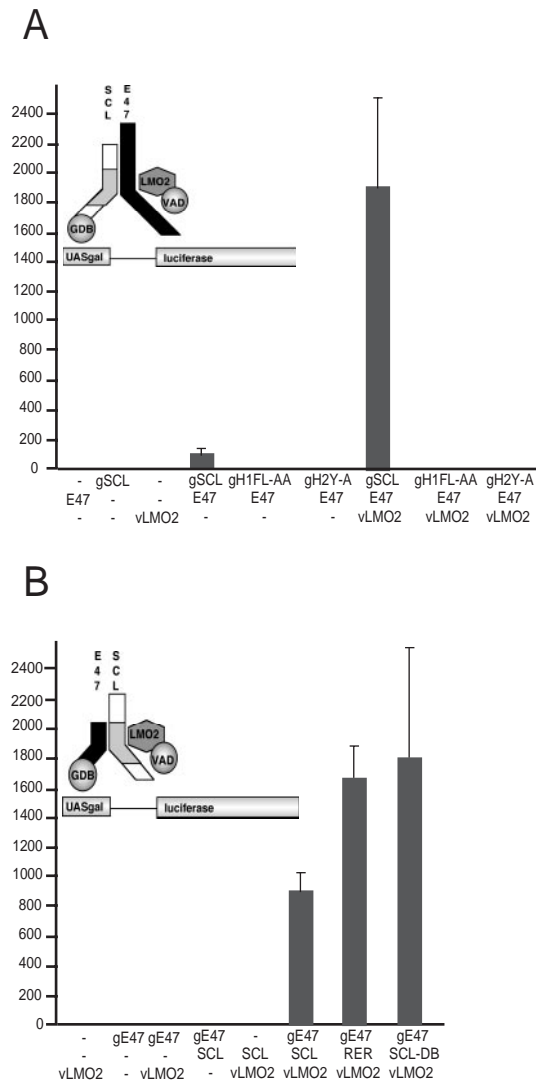 A
2400
2200
2000
1800
1600
1400
1200
1000
800
600
400
200
0
S E
C 4
L 7
LMO2
VAD
GDB
UASgal
luciferase
- gSCL - gSCL gH1FL-AA gH2Y-A gSCL gH1FL-AA gH2Y-A
E47 - - E47 E47 E47 E47 E47 E47
- - vLMO2 - - - vLMO2 vLMO2 vLMO2
B
2400
2200
2000
1800
1600
1400
1200
1000
800
600
400
200
0
E S
4 C
7 L
LMO2
VAD
GDB
UASgal
luciferase
- gE47 gE47 gE47 - gE47 gE47 gE47
- - - SCL SCL SCL RER SCL-DB
vLMO2 - vLMO2 - vLMO2 vLMO2 vLMO2 vLMO2